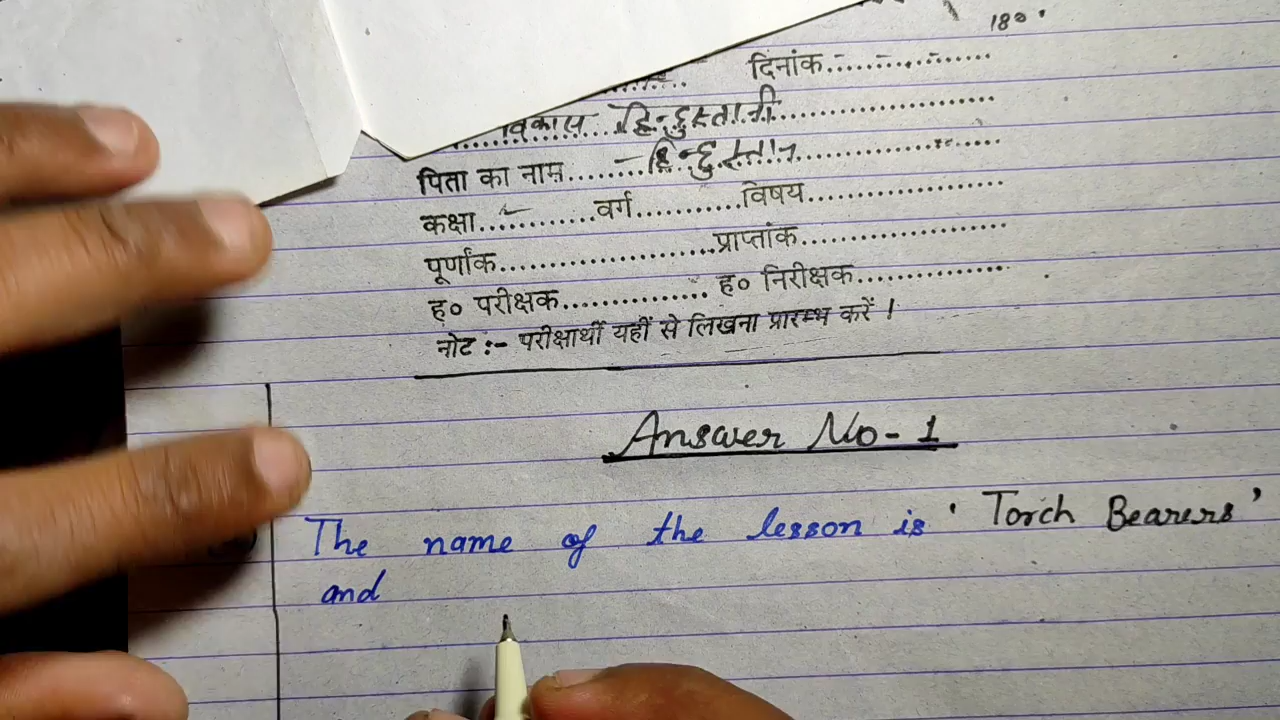 180.
दिनांक..................
विकास हिन्दुस्तानी..................
पिता का नाम........हिन्दुस्तान..................
कक्षा............वर्ग...........विषय..................
पूर्णांक......................प्राप्तांक..................
ह० परीक्षक............... ह० निरीक्षक...............
नोट :- परीक्षार्थी यहीं से लिखना प्रारम्भ करें ।
Answer No - 1
The name of the lesson is 'Torch Bearers'
and